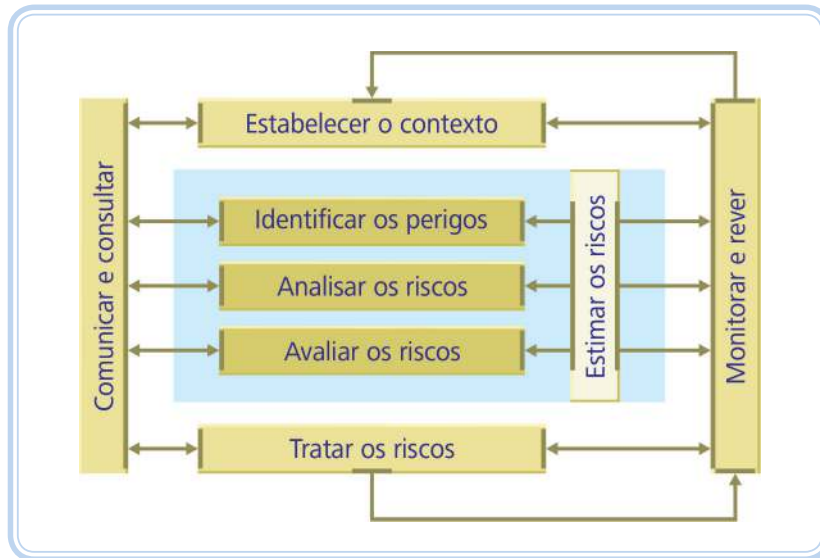 Comunicar e consultar
Estabelecer o contexto
Identificar os perigos
Analisar os riscos
Avaliar os riscos
Tratar os riscos
Estimar os riscos
Monitorar e rever